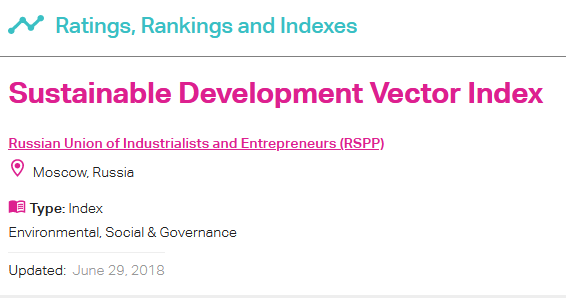 Ratings, Rankings and Indexes
Sustainable Development Vector Index
Russian Union of Industrialists and Entrepreneurs (RSPP)
Moscow, Russia
Type: Index
Environmental, Social & Governance
Updated: June 29, 2018